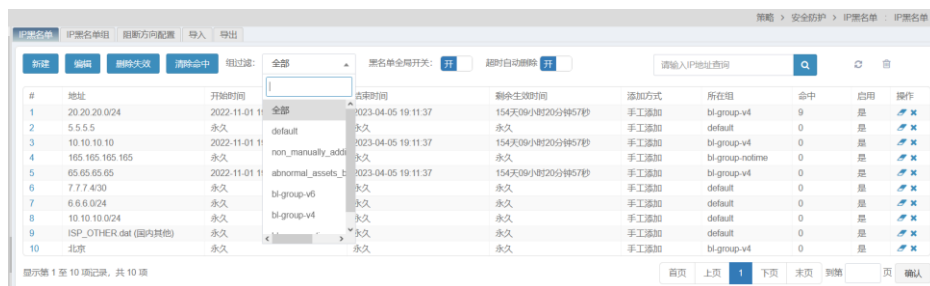 策略 > 安全防护 > IP黑名单 : IP黑名单
IP黑名单 IP黑名单组 阻断方向配置 导入 导出
新建 编辑 删除失效 清除命中 组过滤: 全部 黑名单全局开关: 开 超时自动删除 开 请输入IP地址查询
# 地址 开始时间 结束时间 剩余生效时间 添加方式 所在组 命中 启用 操作
1 20.20.20.0/24 2022-11-01 1 2023-04-05 19:11:37 154天09小时20分钟57秒 手工添加 bl-group-v4 9 是
2 5.5.5.5 永久 永久 永久 手工添加 default 0 是
3 10.10.10.10 2022-11-01 1 2023-04-05 19:11:37 154天09小时20分钟57秒 手工添加 bl-group-v4 0 是
4 165.165.165.165 永久 永久 永久 手工添加 bl-group-notime 0 是
5 65.65.65.65 2022-11-01 1 2023-04-05 19:11:37 154天09小时20分钟57秒 手工添加 bl-group-v4 0 是
6 7.7.7.4/30 永久 永久 永久 手工添加 default 0 是
7 6.6.6.0/24 永久 永久 永久 手工添加 default 0 是
8 10.10.10.0/24 永久 永久 永久 手工添加 bl-group-v4 0 是
9 ISP_OTHER.dat (国内其他) 永久 永久 永久 手工添加 default 0 是
10 北京 永久 永久 永久 手工添加 bl-group-v4 0 是
全部
default
non_manually_addi
abnormal_assets_b
bl-group-v6
bl-group-v4
显示第 1 至 10 项记录，共 10 项 首页 上页 1 下页 末页 到第 页 确认